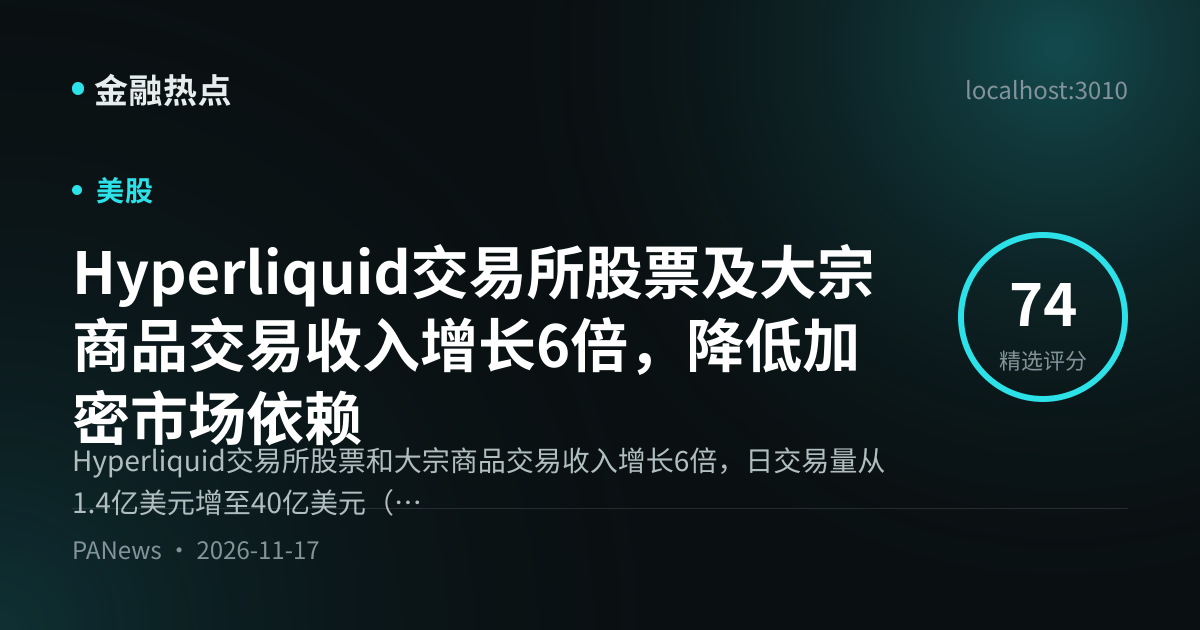 金融热点
localhost:3010
美股
Hyperliquid交易所股票及大宗
商品交易收入增长6倍，降低加
密市场依赖
74
精选评分
Hyperliquid交易所股票和大宗商品交易收入增长6倍，日交易量从
1.4亿美元增至40亿美元（…
PANews • 2026-11-17